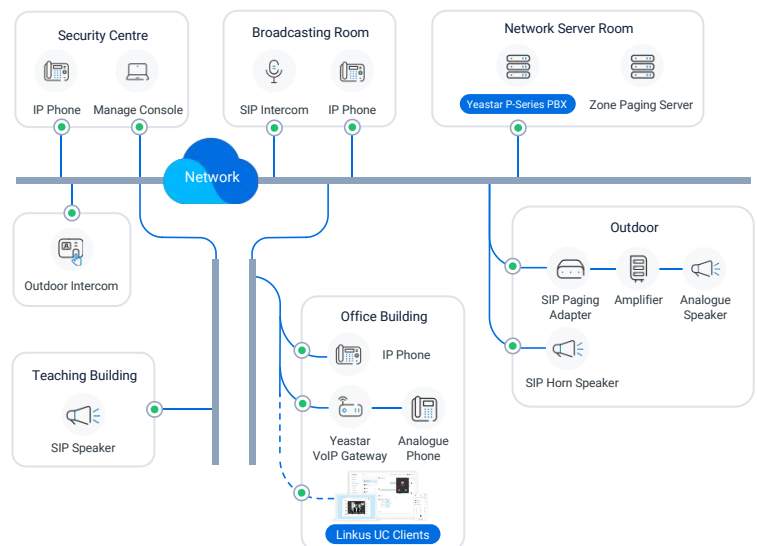 Security Centre
IP Phone
Manage Console
Broadcasting Room
SIP Intercom
IP Phone
Network Server Room
Yeastar P-Series PBX
Zone Paging Server
Network
Outdoor Intercom
Outdoor
SIP Paging
Adapter
Amplifier
Analogue
Speaker
SIP Horn Speaker
Office Building
IP Phone
Yeastar
VoIP Gateway
Analogue
Phone
Linkus UC Clients
Teaching Building
SIP Speaker